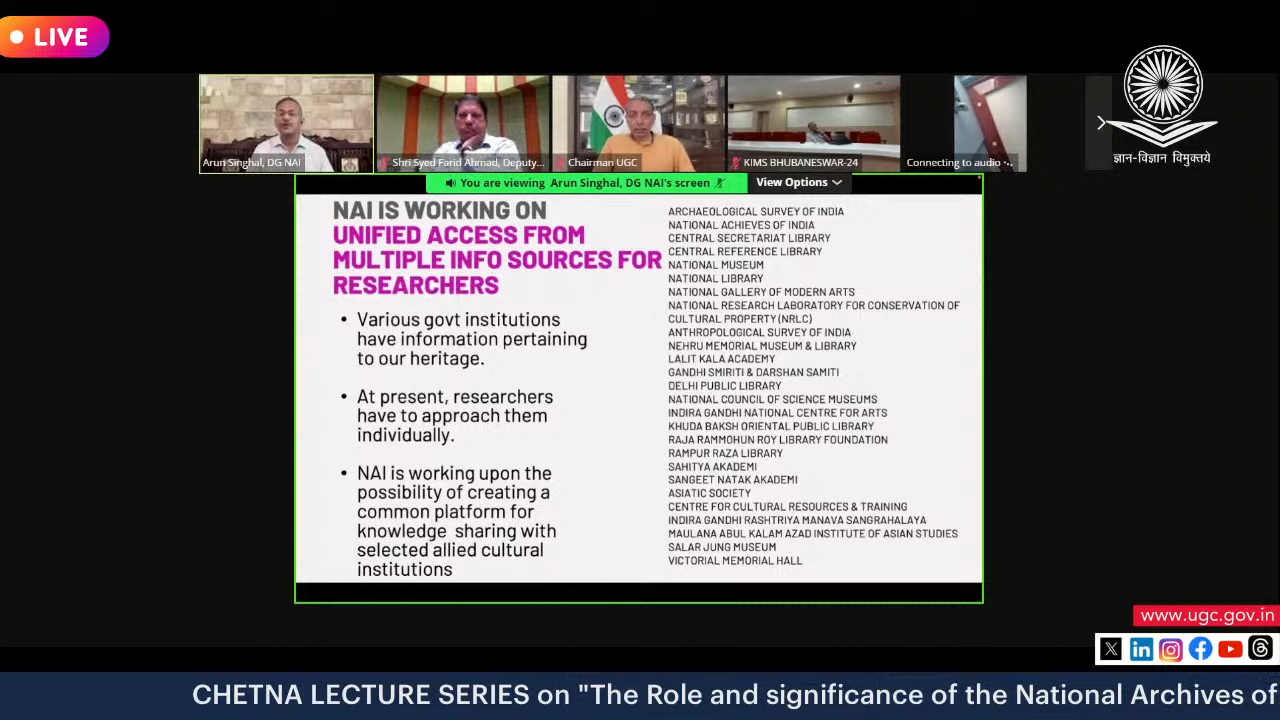 LIVE
Arun Singhal, DG NAI
Shri Syed Farid Ahmad, Deputy...
Chairman UGC
KIMS BHUBANESWAR-24
Connecting to audio
ज्ञान-विज्ञान विमुक्तये
You are viewing Arun Singhal, DG NAI's screen
View Options
NAI IS WORKING ON
UNIFIED ACCESS FROM
MULTIPLE INFO SOURCES FOR
RESEARCHERS
• Various govt institutions
have information pertaining
to our heritage.
• At present, researchers
have to approach them
individually.
• NAI is working upon the
possibility of creating a
common platform for
knowledge sharing with
selected allied cultural
institutions
ARCHAEOLOGICAL SURVEY OF INDIA
NATIONAL ACHIEVES OF INDIA
CENTRAL SECRETARIAT LIBRARY
CENTRAL REFERENCE LIBRARY
NATIONAL MUSEUM
NATIONAL LIBRARY
NATIONAL GALLERY OF MODERN ARTS
NATIONAL RESEARCH LABORATORY FOR CONSERVATION OF
CULTURAL PROPERTY (NRLC)
ANTHROPOLOGICAL SURVEY OF INDIA
NEHRU MEMORIAL MUSEUM & LIBRARY
LALIT KALA ACADEMY
GANDHI SMIRITI & DARSHAN SAMITI
DELHI PUBLIC LIBRARY
NATIONAL COUNCIL OF SCIENCE MUSEUMS
INDIRA GANDHI NATIONAL CENTRE FOR ARTS
KHUDA BAKSH ORIENTAL PUBLIC LIBRARY
RAJA RAMMOHUN ROY LIBRARY FOUNDATION
RAMPUR RAZA LIBRARY
SAHITYA AKADEMI
SANGEET NATAK AKADEMI
ASIATIC SOCIETY
CENTRE FOR CULTURAL RESOURCES & TRAINING
INDIRA GANDHI RASHTRIYA MANAVA SANGRAHALAYA
MAULANA ABUL KALAM AZAD INSTITUTE OF ASIAN STUDIES
SALAR JUNG MUSEUM
VICTORIAL MEMORIAL HALL
www.ugc.gov.in
CHETNA LECTURE SERIES on "The Role and significance of the National Archives of